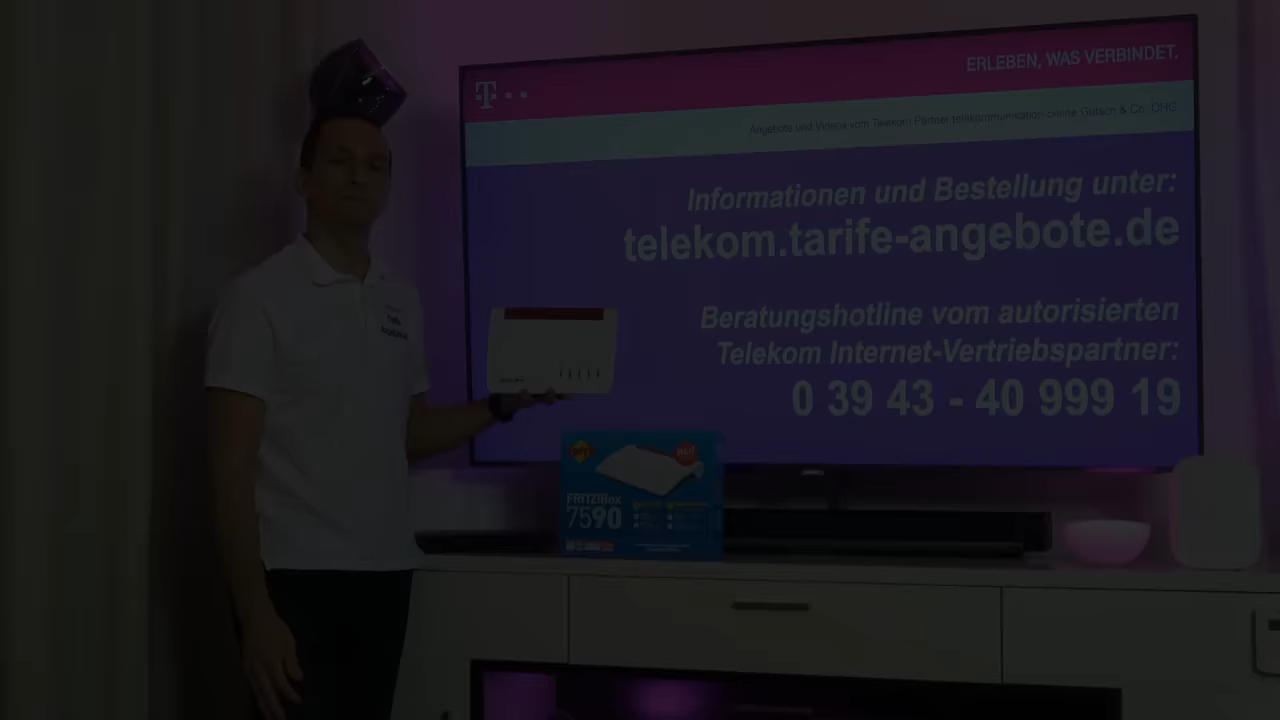 T
ERLEBEN, WAS VERBINDET.
Angebote und Videos vom Telekom Partner telekommunikation-online Gutsch & Co. OHG
Informationen und Bestellung unter:
telekom.tarife-angebote.de
Beratungshotline vom autorisierten
Telekom Internet-Vertriebspartner:
0 39 43 - 40 999 19
FRITZ!Box
7590